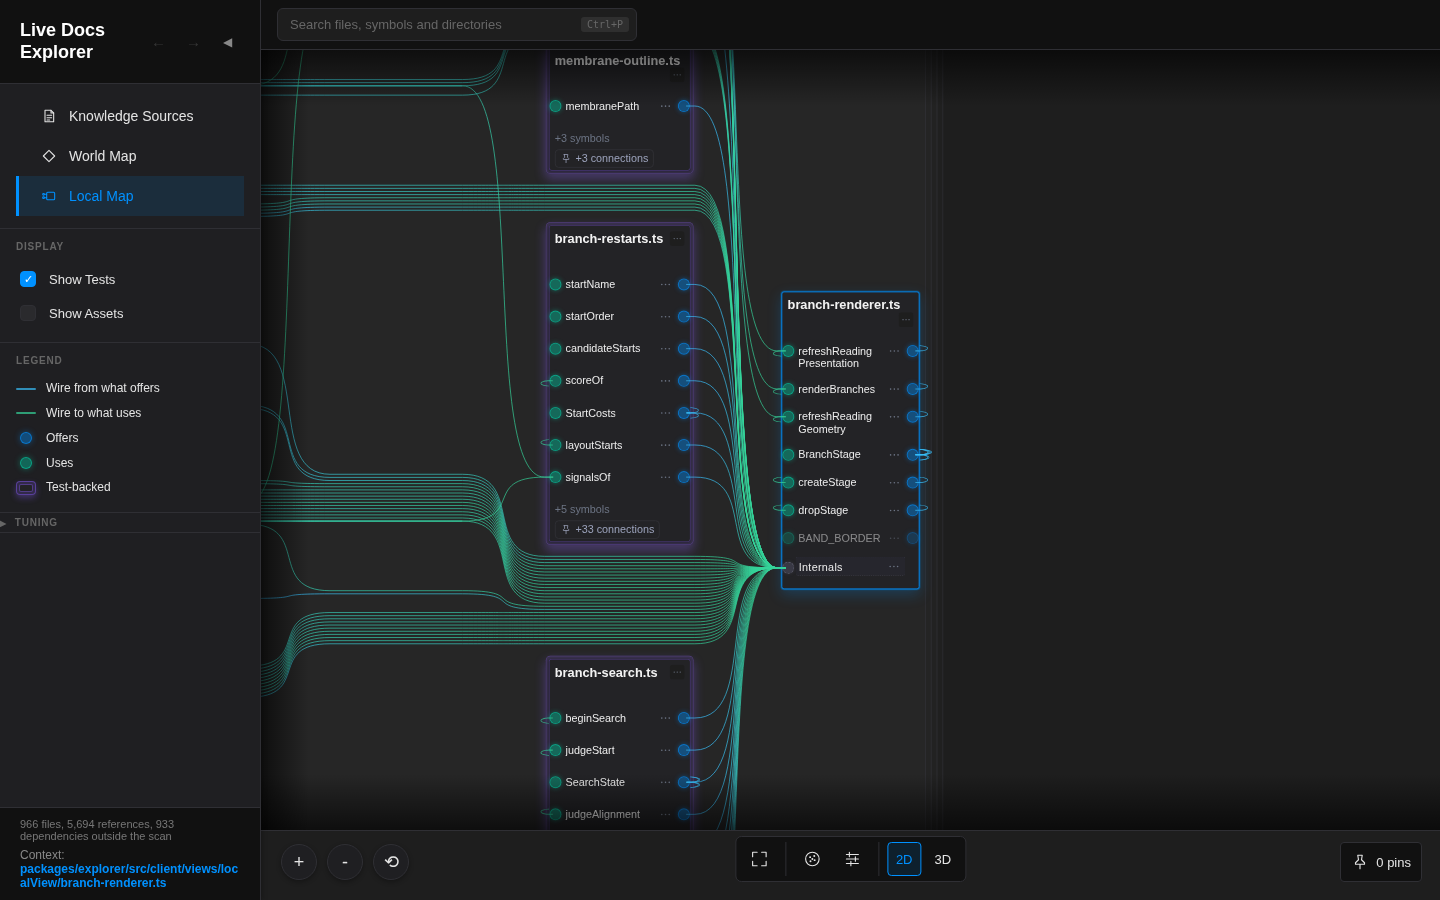 Live Docs
Explorer
Search files, symbols and directories
Ctrl+P
Knowledge Sources
World Map
Local Map
DISPLAY
Show Tests
Show Assets
LEGEND
Wire from what offers
Wire to what uses
Offers
Uses
Test-backed
TUNING
966 files, 5,694 references, 933
dependencies outside the scan
Context:
packages/explorer/src/client/views/loc
alView/branch-renderer.ts
membrane-outline.ts
membranePath
+3 symbols
+3 connections
branch-restarts.ts
startName
startOrder
candidateStarts
scoreOf
StartCosts
layoutStarts
signalsOf
+5 symbols
+33 connections
branch-search.ts
beginSearch
judgeStart
SearchState
judgeAlignment
branch-renderer.ts
refreshReading
Presentation
renderBranches
refreshReading
Geometry
BranchStage
createStage
dropStage
BAND_BORDER
Internals
+
-
2D
3D
0 pins